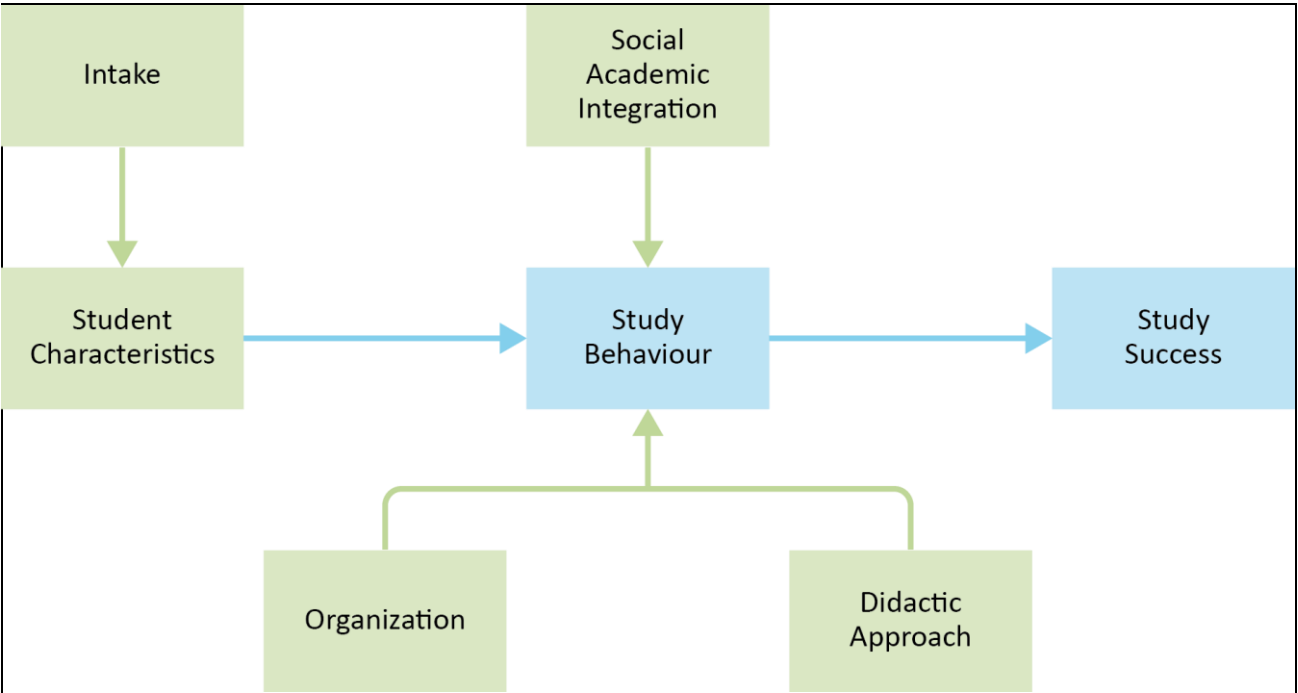 Intake
Social
Academic
Integration
Student
Characteristics
Study
Behaviour
Study
Success
Organization
Didactic
Approach